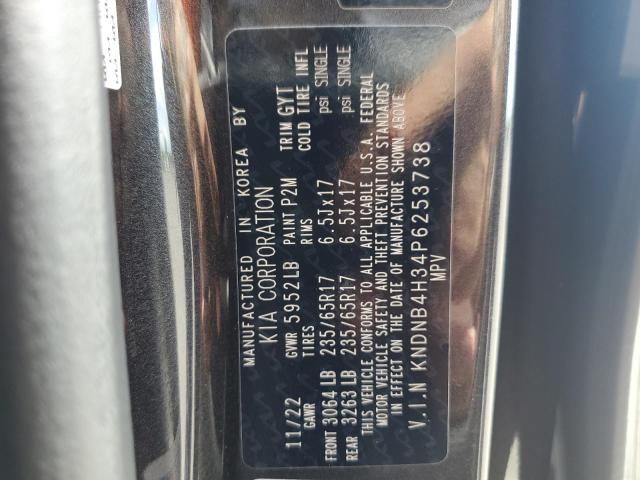 MANUFACTURED IN KOREA BY
KIA CORPORATION
11/22 GVWR 5952LB PAINT P2M TRIM GYT
GAWR TIRES RIMS COLD TIRE INFL
FRONT 3064LB 235/65R17 6.5Jx17 psi SINGLE
REAR 3263LB 235/65R17 6.5Jx17 psi SINGLE
THIS VEHICLE CONFORMS TO ALL APPLICABLE U.S.A. FEDERAL
MOTOR VEHICLE SAFETY AND THEFT PREVENTION STANDARDS
IN EFFECT ON THE DATE OF MANUFACTURE SHOWN ABOVE
V.I.N KNDNB4H34P6253738
MPV